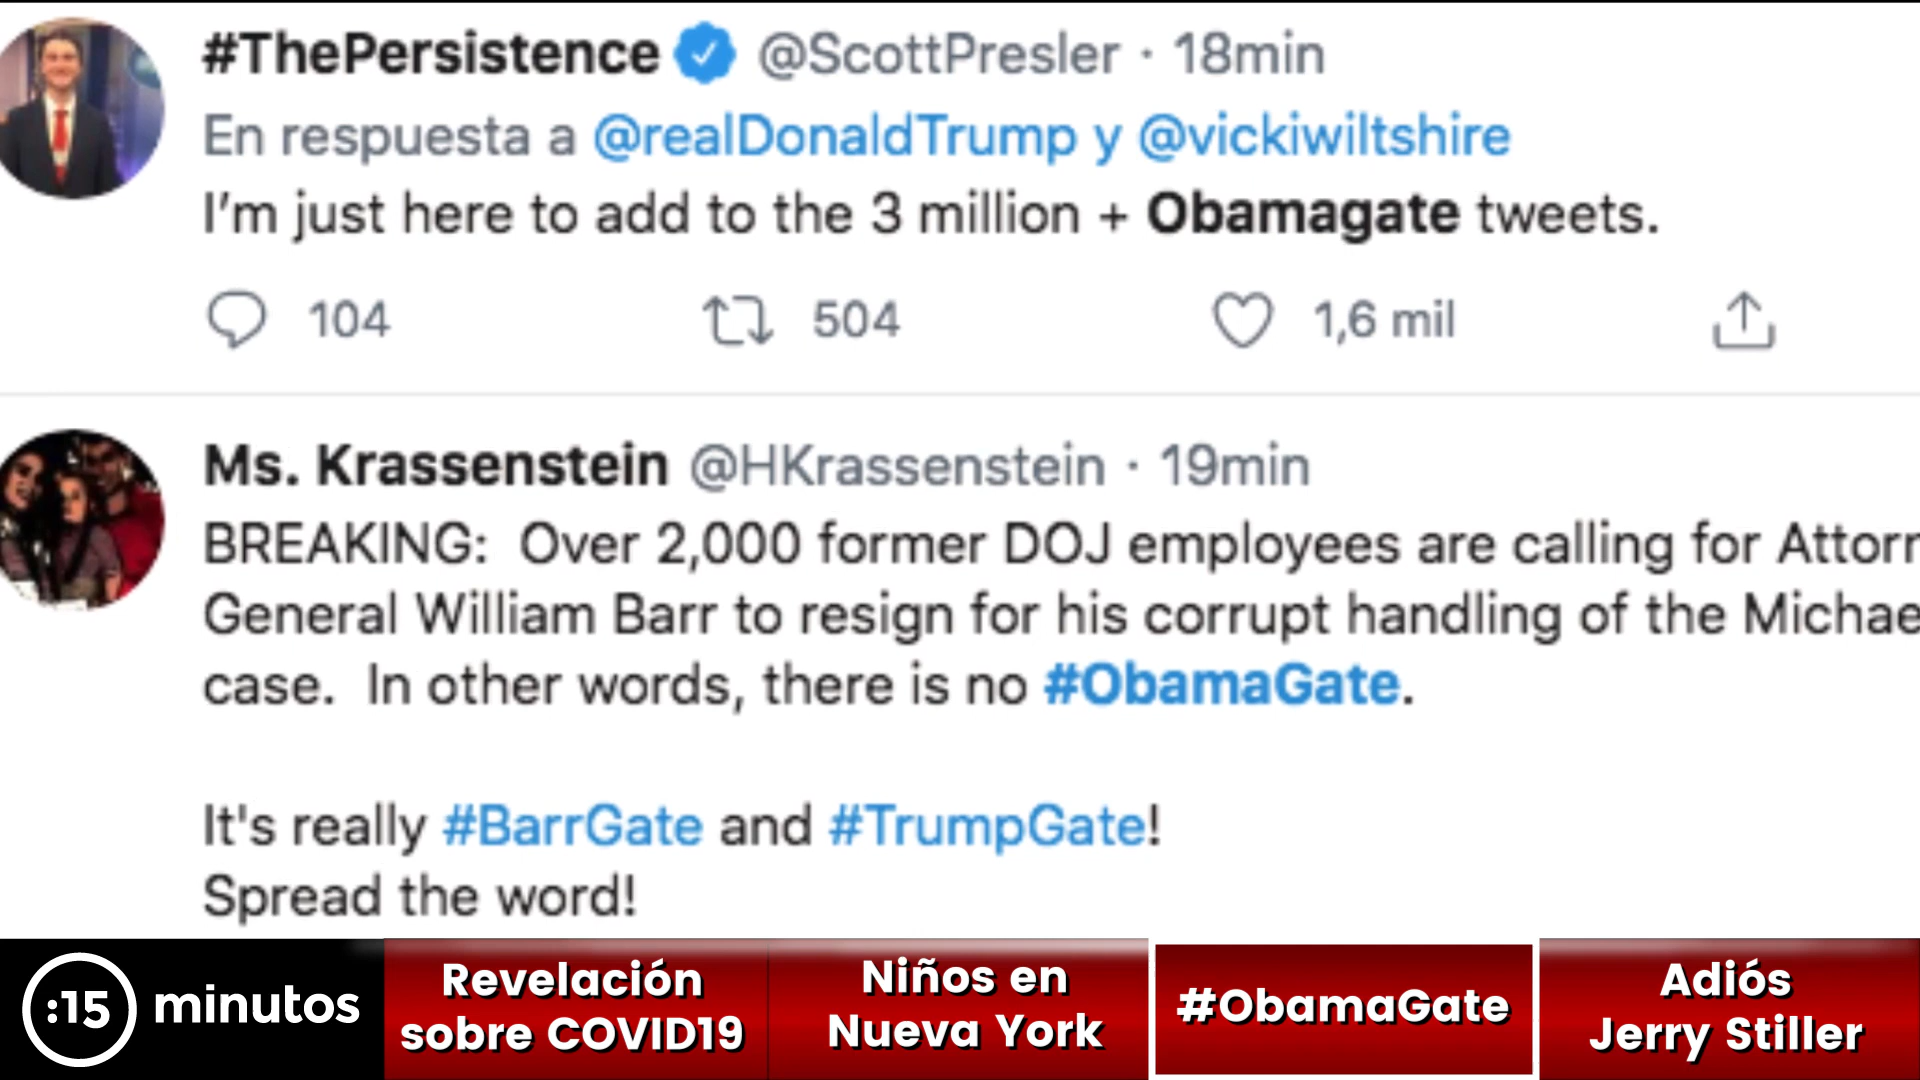 #ThePersistence @ScottPresler · 18min
En respuesta a @realDonaldTrump y @vickiwiltshire
I’m just here to add to the 3 million + Obamagate tweets.
104 504 1,6 mil
Ms. Krassenstein @HKrassenstein · 19min
BREAKING: Over 2,000 former DOJ employees are calling for Attorn
General William Barr to resign for his corrupt handling of the Michae
case. In other words, there is no #ObamaGate.
It's really #BarrGate and #TrumpGate!
Spread the word!
:15 minutos
Revelación
sobre COVID19
Niños en
Nueva York
#ObamaGate
Adiós
Jerry Stiller